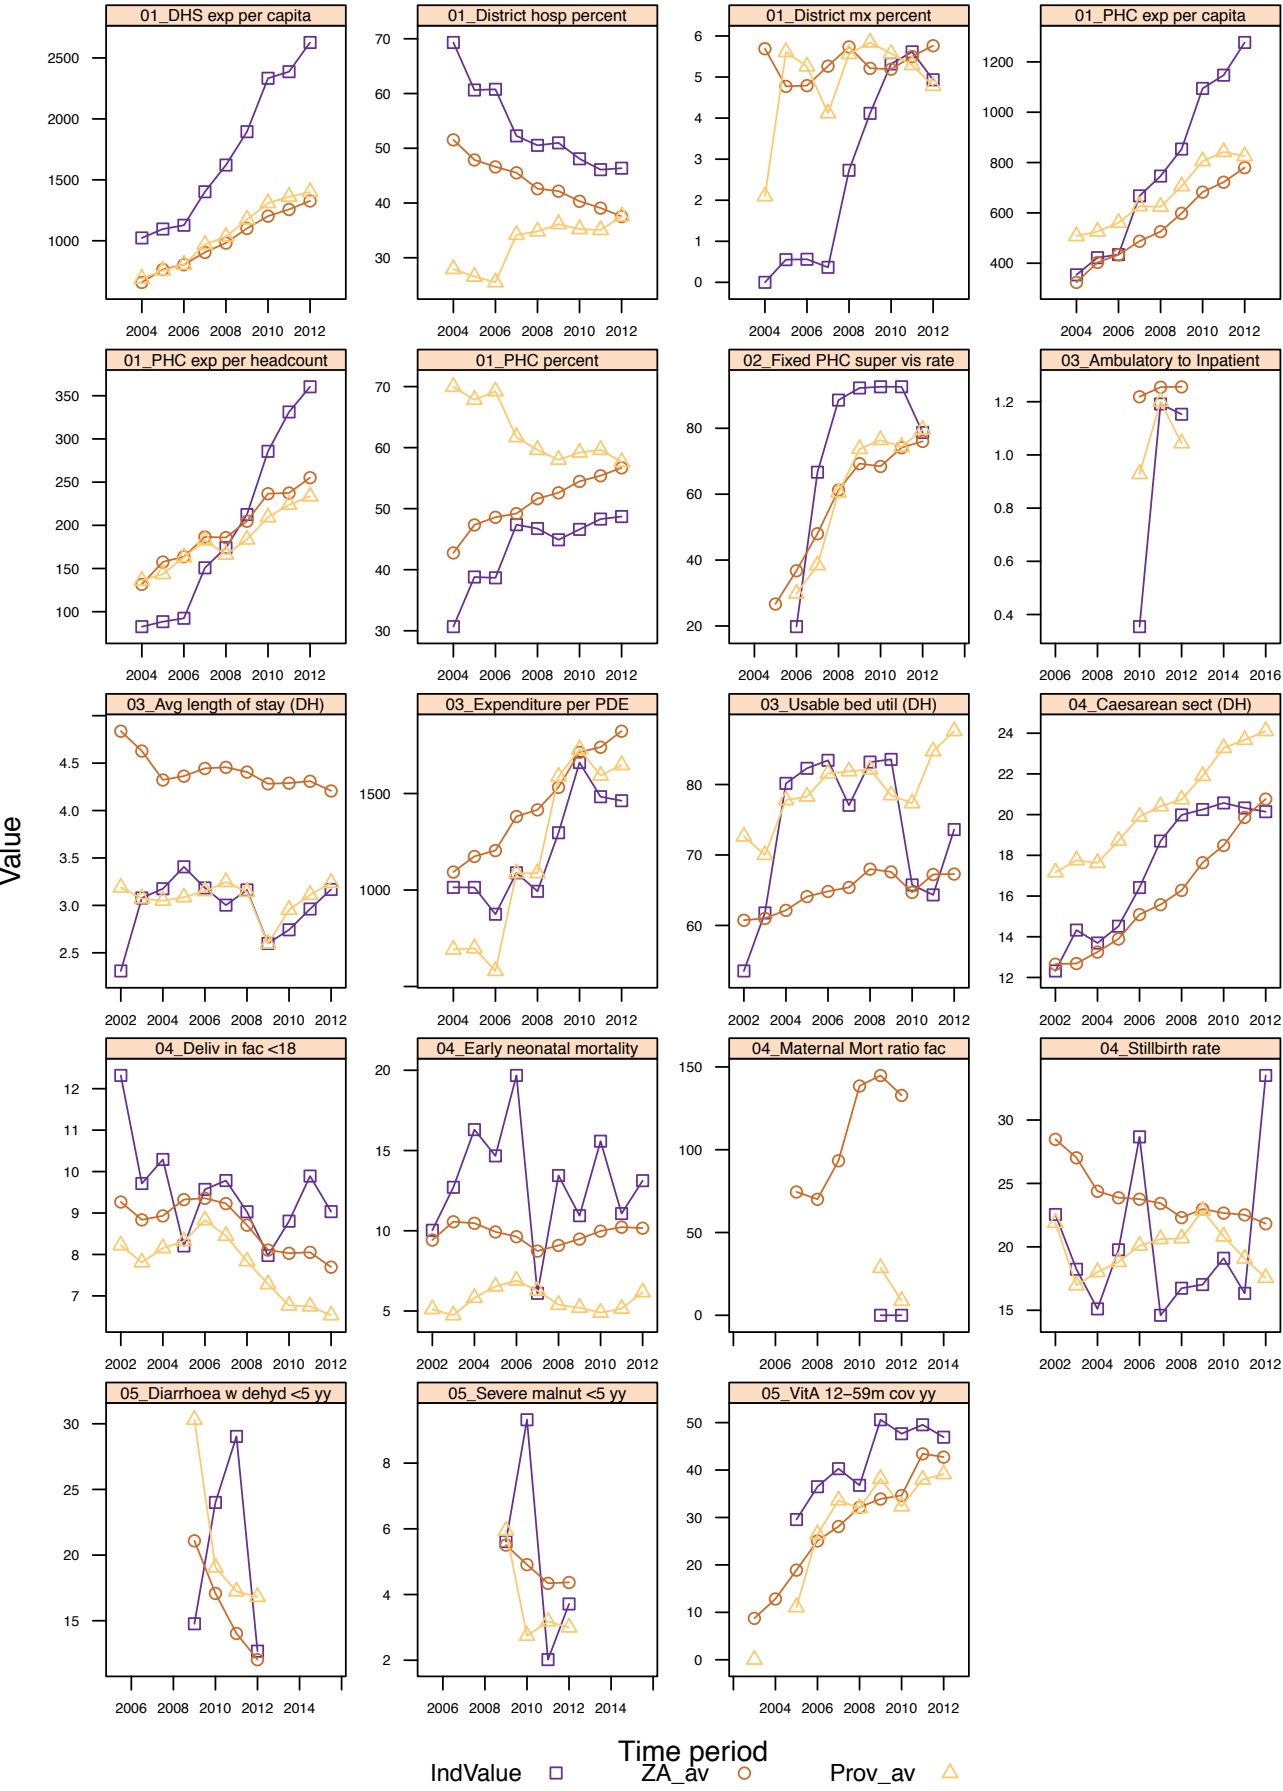 01_DHS exp per capita
01_District hosp percent
01_District mx percent
01_PHC exp per capita
2500
2000
1500
1000
70
60
50
40
30
6
5
4
3
2
1
0
1200
1000
800
600
400
2004 2006 2008 2010 2012
2004 2006 2008 2010 2012
2004 2006 2008 2010 2012
2004 2006 2008 2010 2012
01_PHC exp per headcount
01_PHC percent
02_Fixed PHC super vis rate
03_Ambulatory to Inpatient
350
300
250
200
150
100
70
60
50
40
30
80
60
40
20
1.2
1.0
0.8
0.6
0.4
2004 2006 2008 2010 2012
2004 2006 2008 2010 2012
2004 2006 2008 2010 2012
2006 2008 2010 2012 2014 2016
03_Avg length of stay (DH)
03_Expenditure per PDE
03_Usable bed util (DH)
04_Caesarean sect (DH)
Value
4.5
4.0
3.5
3.0
2.5
1500
1000
80
70
60
24
22
20
18
16
14
12
2002 2004 2006 2008 2010 2012
2004 2006 2008 2010 2012
2002 2004 2006 2008 2010 2012
2002 2004 2006 2008 2010 2012
04_Deliv in fac <18
04_Early neonatal mortality
04_Maternal Mort ratio fac
04_Stillbirth rate
12
11
10
9
8
7
20
15
10
5
150
100
50
0
30
25
20
15
2002 2004 2006 2008 2010 2012
2002 2004 2006 2008 2010 2012
2006 2008 2010 2012 2014
2002 2004 2006 2008 2010 2012
05_Diarrhoea w dehyd <5 yy
05_Severe malnut <5 yy
05_VitA 12–59m cov yy
30
25
20
15
8
6
4
2
50
40
30
20
10
0
2006 2008 2010 2012 2014
2006 2008 2010 2012 2014
2004 2006 2008 2010 2012
Time period
IndValue ZA_av Prov_av